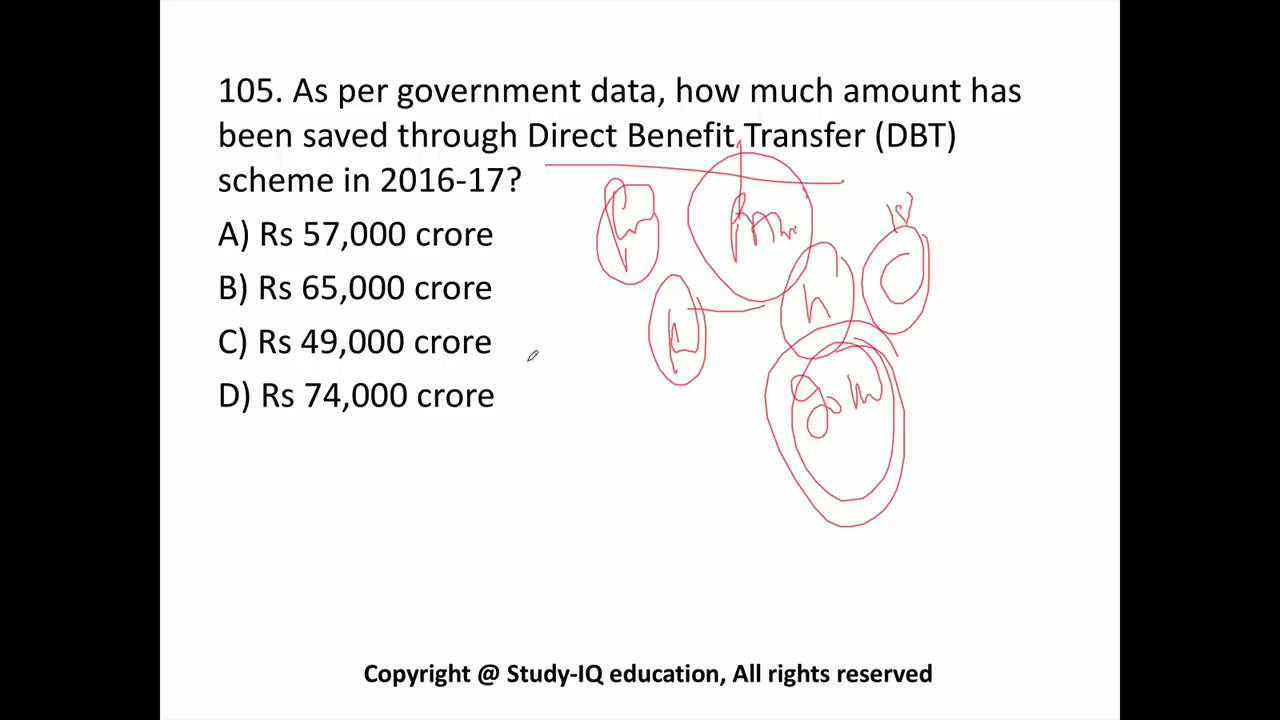 105. As per government data, how much amount has
been saved through Direct Benefit Transfer (DBT)
scheme in 2016-17?
A) Rs 57,000 crore
B) Rs 65,000 crore
C) Rs 49,000 crore
D) Rs 74,000 crore
Copyright @ Study-IQ education, All rights reserved